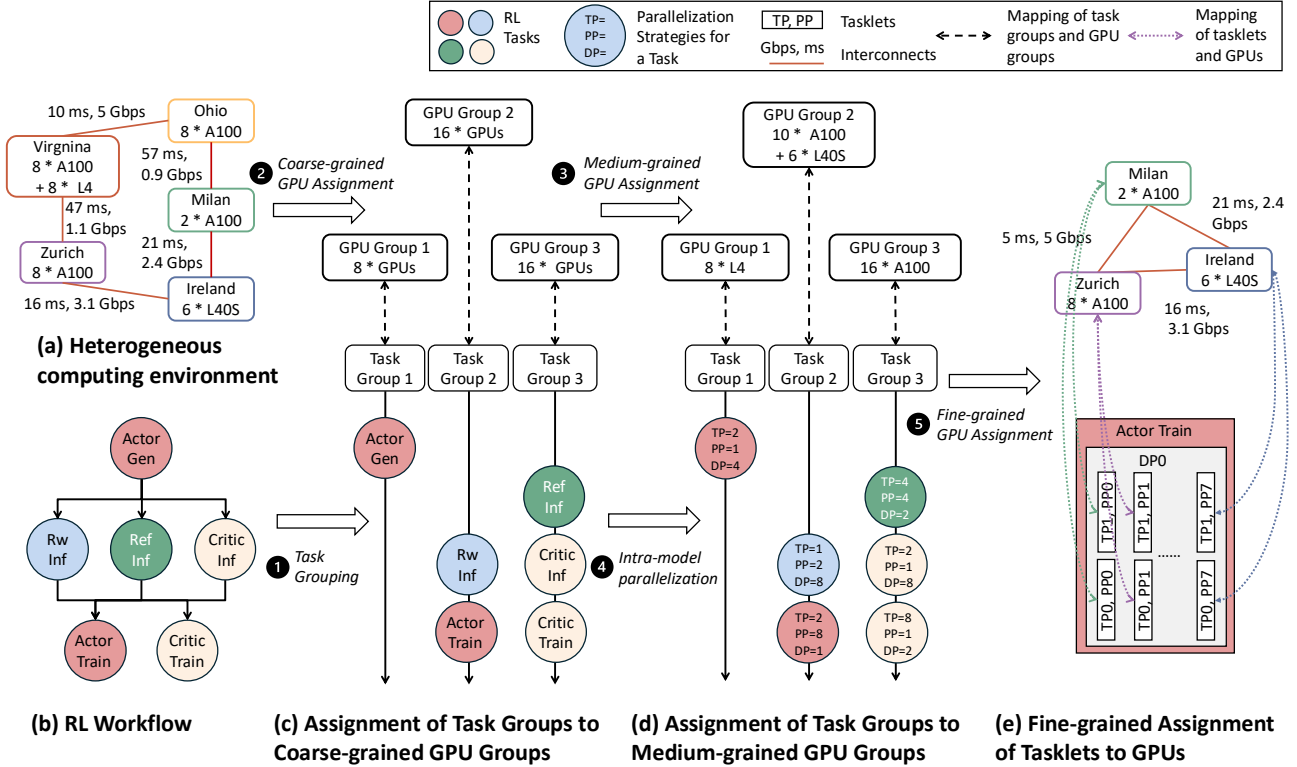 RL
Tasks
TP=
PP=
DP=
Parallelization
Strategies for
a Task
TP, PP
Tasklets
Gbps, ms
Interconnects
Mapping of task
groups and GPU
groups
Mapping
of tasklets
and GPUs
10 ms, 5 Gbps
Ohio
8 * A100
Virgnina
8 * A100
+ 8 * L4
57 ms,
0.9 Gbps
Milan
2 * A100
47 ms,
1.1 Gbps
21 ms,
2.4 Gbps
Zurich
8 * A100
Ireland
6 * L40S
16 ms, 3.1 Gbps
(a) Heterogeneous
computing environment
Actor
Gen
Rw
Inf
Ref
Inf
Critic
Inf
Actor
Train
Critic
Train
(b) RL Workflow
2 Coarse-grained
GPU Assignment
1 Task
Grouping
GPU Group 2
16 * GPUs
GPU Group 1
8 * GPUs
GPU Group 3
16 * GPUs
Task
Group 1
Task
Group 2
Task
Group 3
Actor
Gen
Ref
Inf
Rw
Inf
Critic
Inf
Actor
Train
Critic
Train
(c) Assignment of Task Groups to
Coarse-grained GPU Groups
3 Medium-grained
GPU Assignment
4 Intra-model
parallelization
GPU Group 2
10 * A100
+ 6 * L40S
GPU Group 1
8 * L4
GPU Group 3
16 * A100
Task
Group 1
Task
Group 2
Task
Group 3
TP=2
PP=1
DP=4
TP=4
PP=4
DP=2
TP=1
PP=2
DP=8
TP=2
PP=1
DP=8
TP=2
PP=8
DP=1
TP=8
PP=1
DP=2
(d) Assignment of Task Groups to
Medium-grained GPU Groups
5 Fine-grained
GPU Assignment
Milan
2 * A100
21 ms, 2.4
Gbps
5 ms, 5 Gbps
Ireland
6 * L40S
Zurich
8 * A100
16 ms,
3.1 Gbps
Actor Train
DP0
TP1, PP0
TP1, PP1
TP1, PP7
......
TP0, PP0
TP0, PP1
TP0, PP7
(e) Fine-grained Assignment
of Tasklets to GPUs